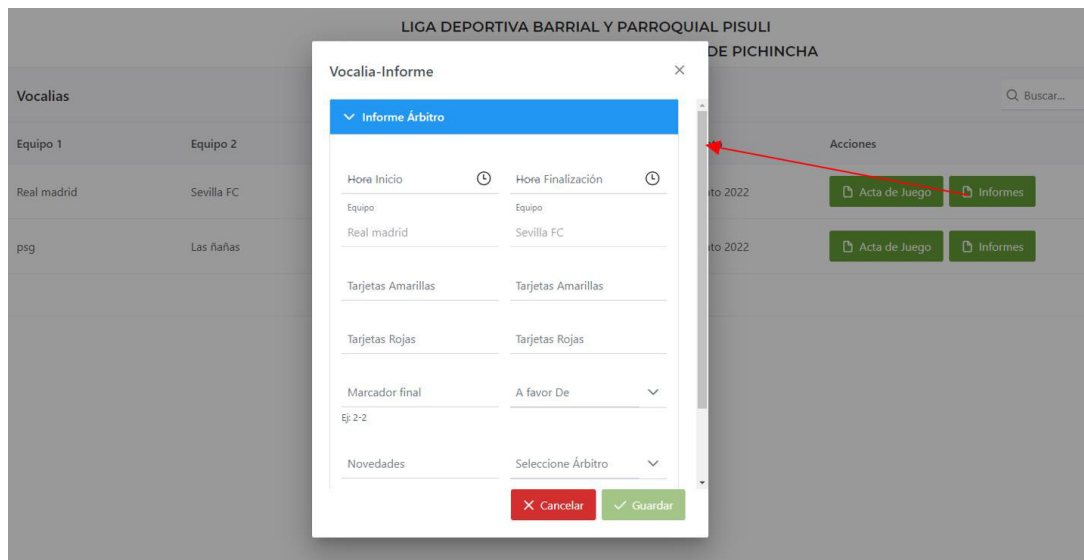 LIGA DEPORTIVA BARRIAL Y PARROQUIAL PISULI
DE PICHINCHA
Vocalia-Informe
Vocalias
Buscar...
Informe Árbitro
Equipo 1 Equipo 2 Acciones
Hora Inicio Hora Finalización
Real madrid Sevilla FC 2022 Acta de Juego Informes
Equipo Equipo
Real madrid Sevilla FC
psg Las ñañas 2022 Acta de Juego Informes
Tarjetas Amarillas Tarjetas Amarillas
Tarjetas Rojas Tarjetas Rojas
Marcador final A favor De
Ej: 2-2
Novedades Seleccione Árbitro
Cancelar Guardar